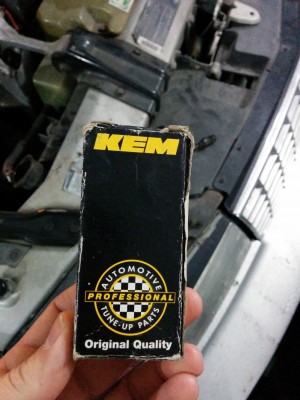 KEM
AUTOMOTIVE
PROFESSIONAL
TUNE-UP PARTS
Original Quality